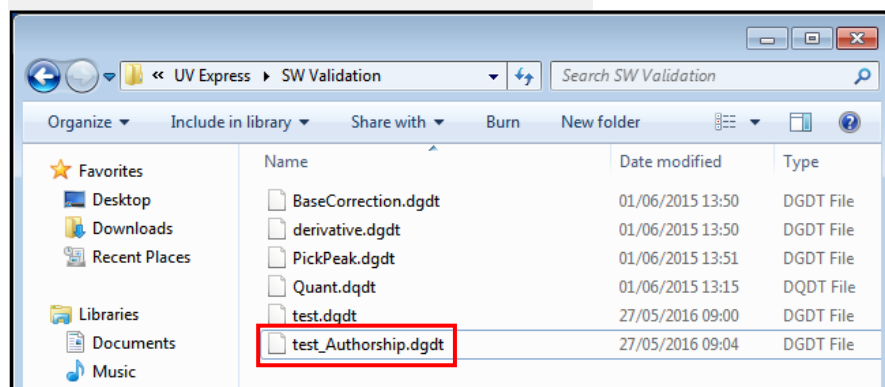 « UV Express ▸ SW Validation Search SW Validation
Organize Include in library Share with Burn New folder
Favorites
Desktop
Downloads
Recent Places
Libraries
Documents
Music
Name Date modified Type
BaseCorrection.dgdt 01/06/2015 13:50 DGDT File
derivative.dgdt 01/06/2015 13:50 DGDT File
PickPeak.dgdt 01/06/2015 13:51 DGDT File
Quant.dqdt 01/06/2015 13:15 DQDT File
test.dgdt 27/05/2016 09:00 DGDT File
test_Authorship.dgdt 27/05/2016 09:04 DGDT File